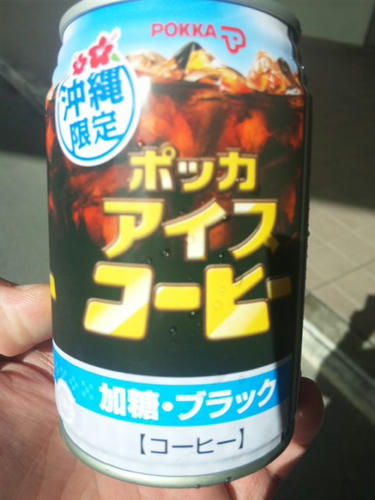 POKKA
沖縄
限定
ポッカ
アイス
コーヒー
加糖・ブラック
【コーヒー】